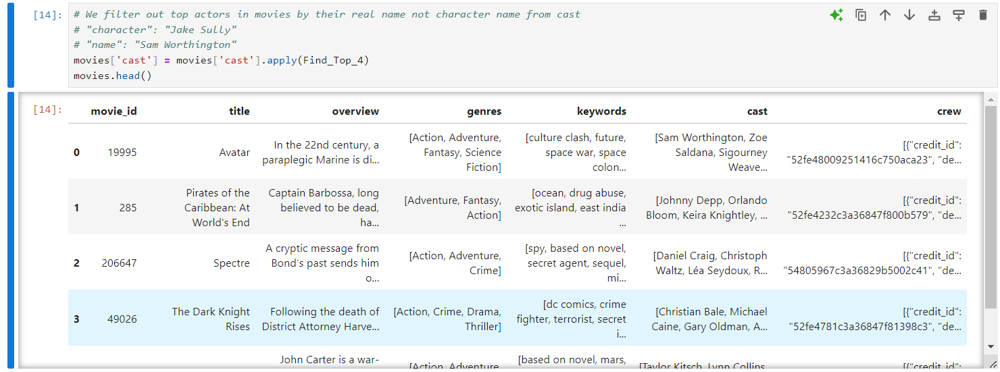 [14]:
# We filter out top actors in movies by their real name not character name from cast
# "character": "Jake Sully"
# "name": "Sam Worthington"
movies['cast'] = movies['cast'].apply(Find_Top_4)
movies.head()
[14]:
movie_id title overview genres keywords cast crew
0 19995 Avatar In the 22nd century, a paraplegic Marine is di... [Action, Adventure, Fantasy, Science Fiction] [culture clash, future, space war, space colon... [Sam Worthington, Zoe Saldana, Sigourney Weave... [{"credit_id": "52fe48009251416c750aca23", "de...
1 285 Pirates of the Caribbean: At World's End Captain Barbossa, long believed to be dead, ha... [Adventure, Fantasy, Action] [ocean, drug abuse, exotic island, east india ... [Johnny Depp, Orlando Bloom, Keira Knightley, ... [{"credit_id": "52fe4232c3a36847f800b579", "de...
2 206647 Spectre A cryptic message from Bond's past sends him o... [Action, Adventure, Crime] [spy, based on novel, secret agent, sequel, mi... [Daniel Craig, Christoph Waltz, Léa Seydoux, R... [{"credit_id": "54805967c3a36829b5002c41", "de...
3 49026 The Dark Knight Rises Following the death of District Attorney Harve... [Action, Crime, Drama, Thriller] [dc comics, crime fighter, terrorist, secret i... [Christian Bale, Michael Caine, Gary Oldman, A... [{"credit_id": "52fe4781c3a36847f81398c3", "de...
John Carter is a war- [Action, Adventure, [based on novel, mars, [Taylor Kitsch, Lynn Collins, [{"credit_id":